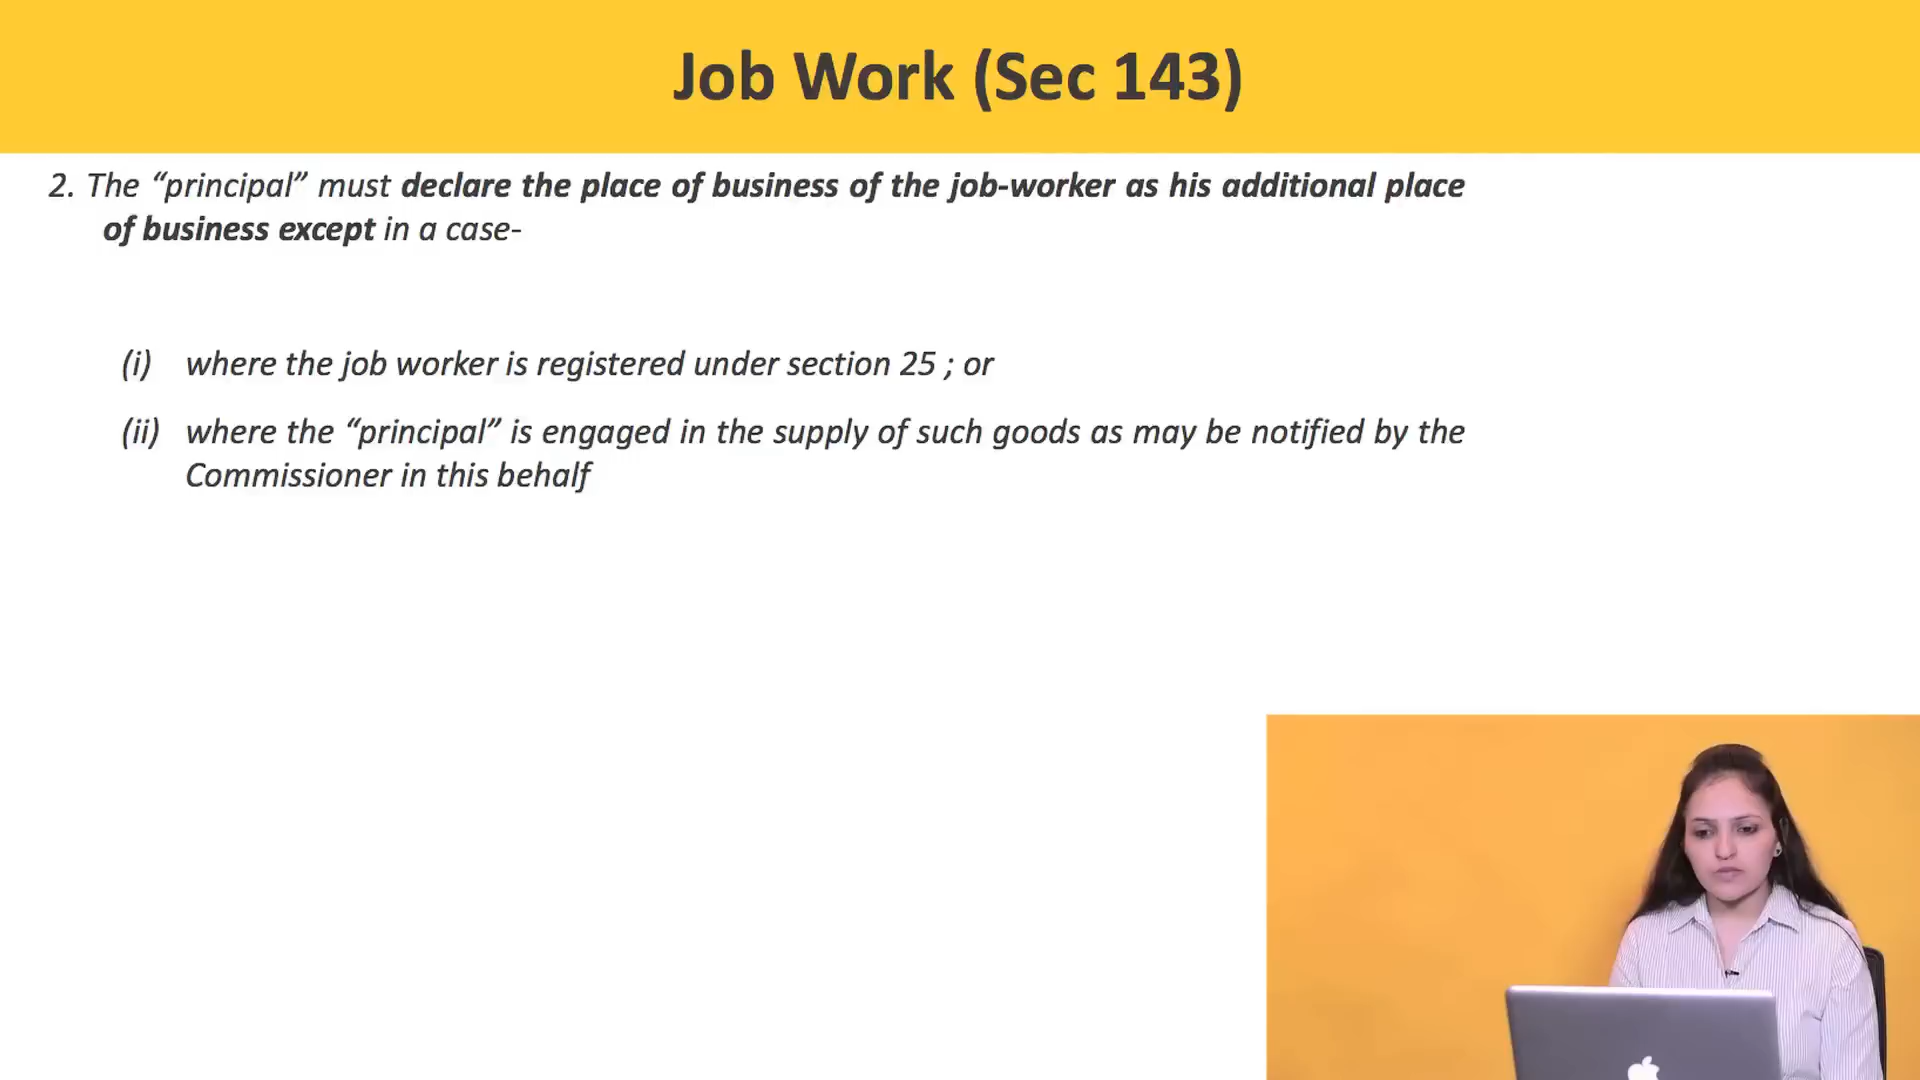 Job Work (Sec 143)
2. The “principal” must declare the place of business of the job-worker as his additional place
of business except in a case-
(i) where the job worker is registered under section 25 ; or
(ii) where the “principal” is engaged in the supply of such goods as may be notified by the
Commissioner in this behalf